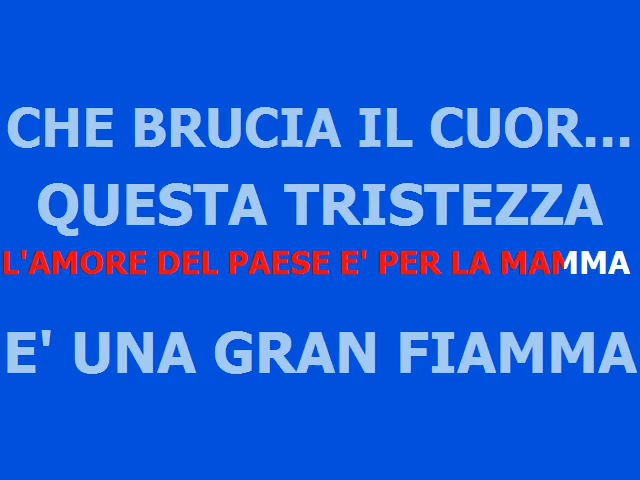 CHE BRUCIA IL CUOR...
QUESTA TRISTEZZA
L'AMORE DEL PAESE E' PER LA MAMMA
E' UNA GRAN FIAMMA